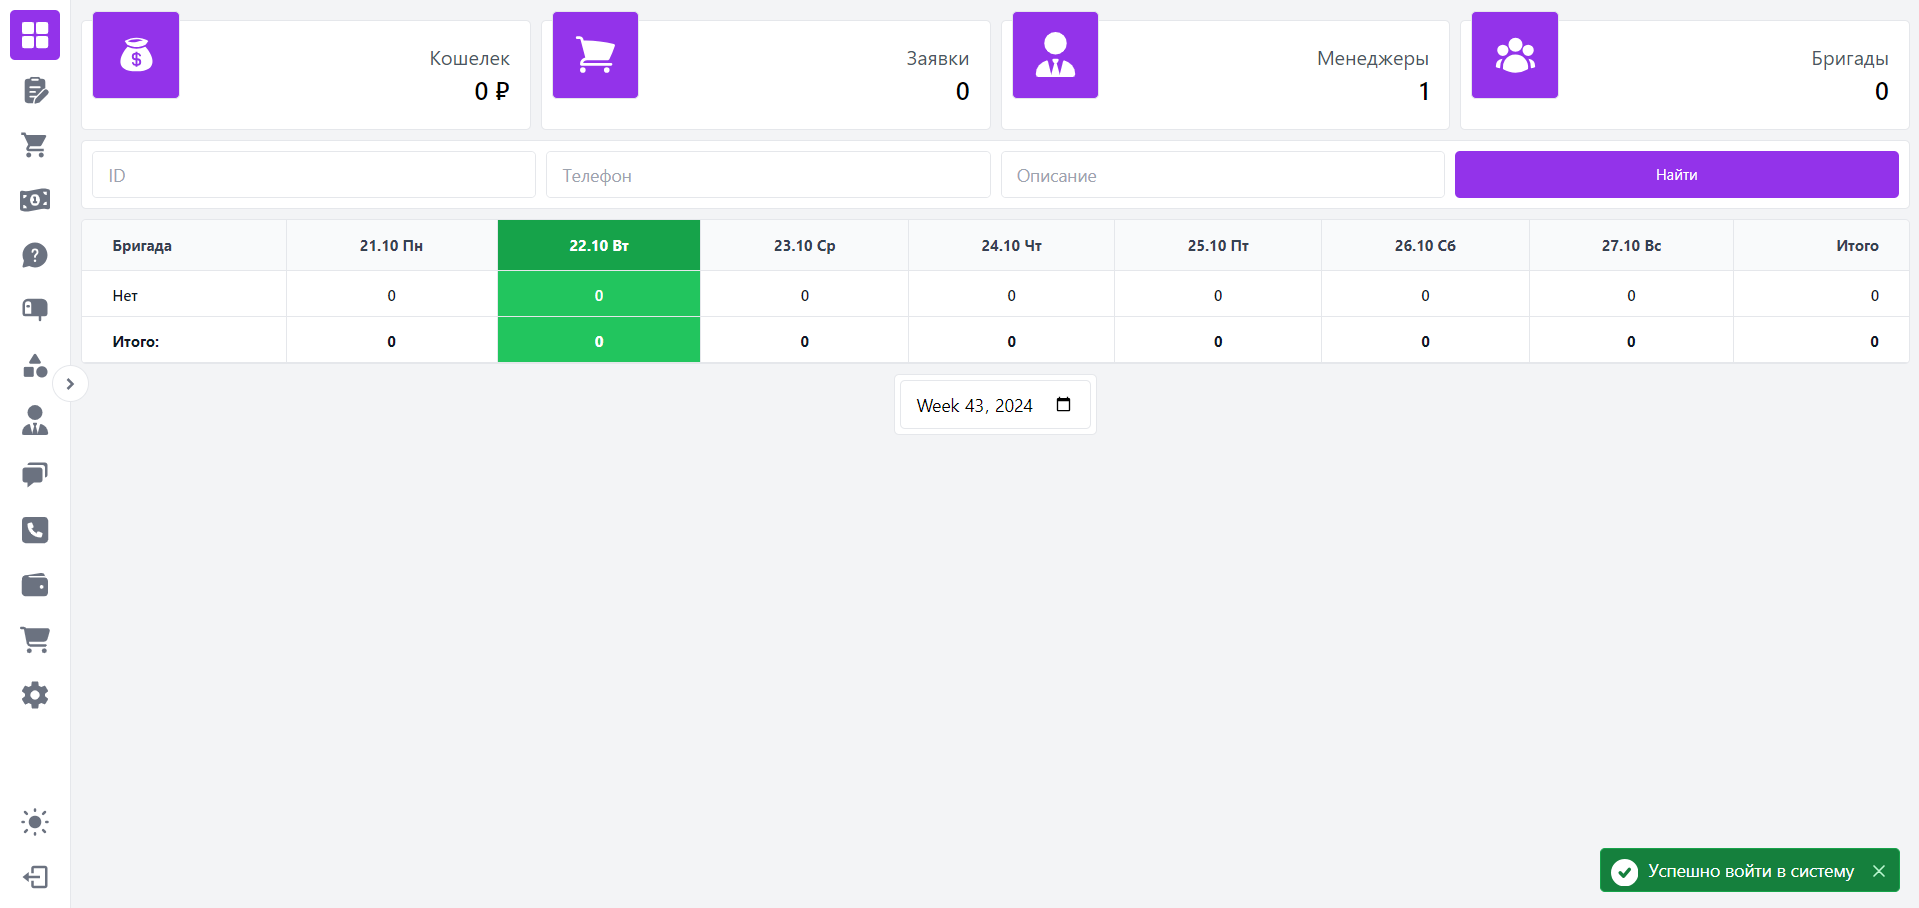 Кошелек
0 ₽
Заявки
0
Менеджеры
1
Бригады
0
ID Телефон Описание Найти
Бригада 21.10 Пн 22.10 Вт 23.10 Ср 24.10 Чт 25.10 Пт 26.10 Сб 27.10 Вс Итого
Нет 0 0 0 0 0 0 0 0
Итого: 0 0 0 0 0 0 0 0
Week 43, 2024
Успешно войти в систему